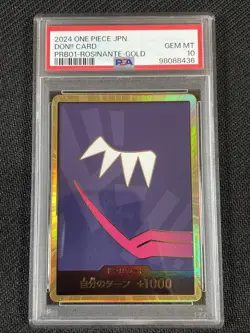 2024 ONE PIECE JPN
DON!! CARD
PRB01-ROSINANTE-GOLD
GEM MT
10
PSA
98088436
自分のターン +1000